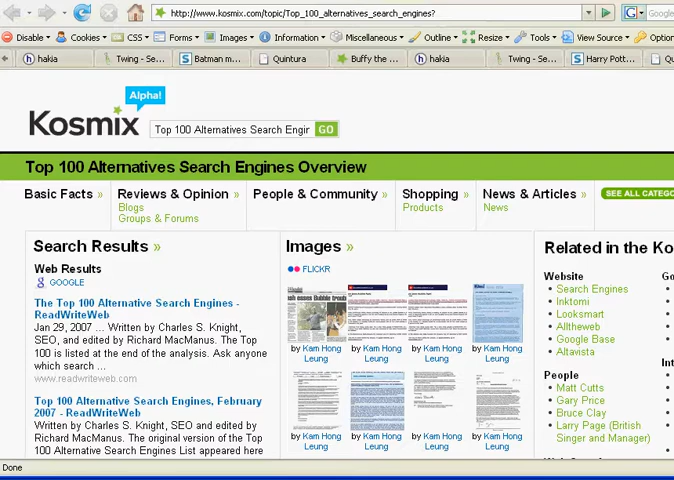 http://www.kosmix.com/topic/Top_100_alternatives_search_engines?
Google
Disable Cookies CSS Forms Images Information Miscellaneous Outline Resize Tools View Source Option
hakia Twing - Se... Batman m... Quintura Buffy the ... hakia Twing - Se... Harry Pott... Qu
Alpha!
Kosmix
Top 100 Alternatives Search Engir GO
Top 100 Alternatives Search Engines Overview
Basic Facts » Reviews & Opinion » People & Community » Shopping » News & Articles » SEE ALL CATEGO
Blogs Products News
Groups & Forums
Search Results »
Web Results
GOOGLE
The Top 100 Alternative Search Engines -
ReadWriteWeb
Jan 29, 2007 ... Written by Charles S. Knight,
SEO, and edited by Richard MacManus. The Top
100 is listed at the end of the analysis. Ask anyone
which search ...
www.readwriteweb.com
Top 100 Alternative Search Engines, February
2007 - ReadWriteWeb
Written by Charles S. Knight, SEO and edited by
Richard MacManus. The original version of the Top
100 Alternative Search Engines List appeared here
Images »
FLICKR
by Kam Hong Leung
by Kam Hong Leung
by Kam Hong Leung
by Kam Hong Leung
by Kam Hong Leung
by Kam Hong Leung
by Kam Hong Leung
by Kam Hong Leung
Related in the Ko
Website
• Search Engines
• Inktomi
• Looksmart
• Alltheweb
• Google Base
• Altavista
People
• Matt Cutts
• Gary Price
• Bruce Clay
• Larry Page (British
Singer and Manager)
Go
Int
Done